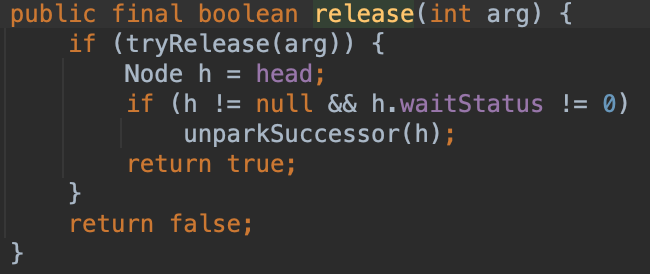 public final boolean release(int arg) {
    if (tryRelease(arg)) {
        Node h = head;
        if (h != null && h.waitStatus != 0)
            unparkSuccessor(h);
        return true;
    }
    return false;
}